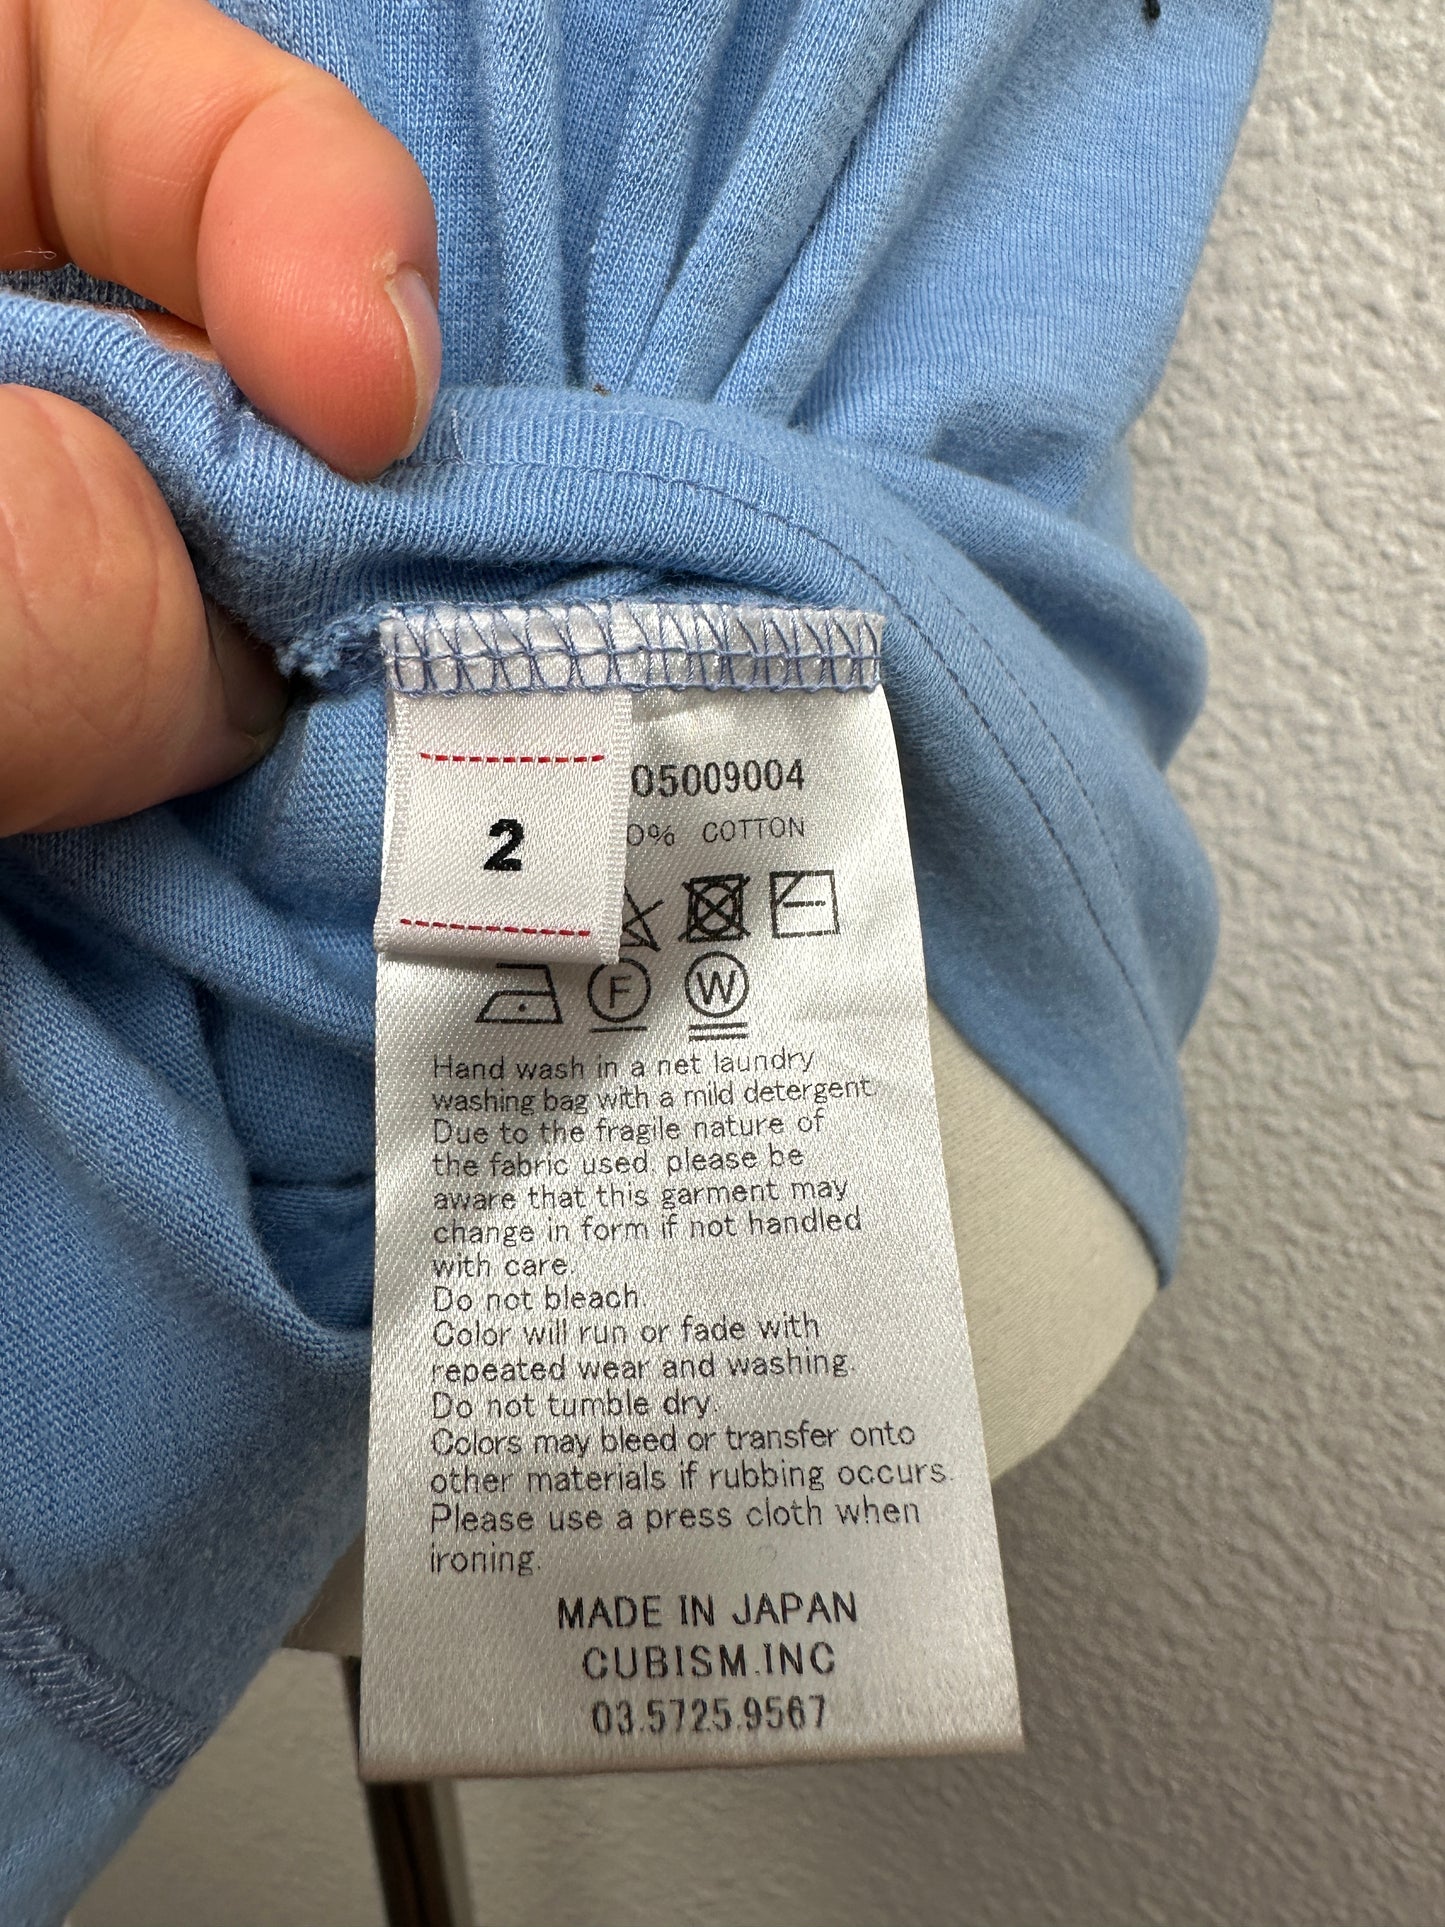 2
05009004
0% COTTON
F W
Hand wash in a net laundry
washing bag with a mild detergent.
Due to the fragile nature of
the fabric used. please be
aware that this garment may
change in form if not handled
with care.
Do not bleach.
Color will run or fade with
repeated wear and washing.
Do not tumble dry.
Colors may bleed or transfer onto
other materials if rubbing occurs.
Please use a press cloth when
ironing.
MADE IN JAPAN
CUBISM.INC
03.5725.9567